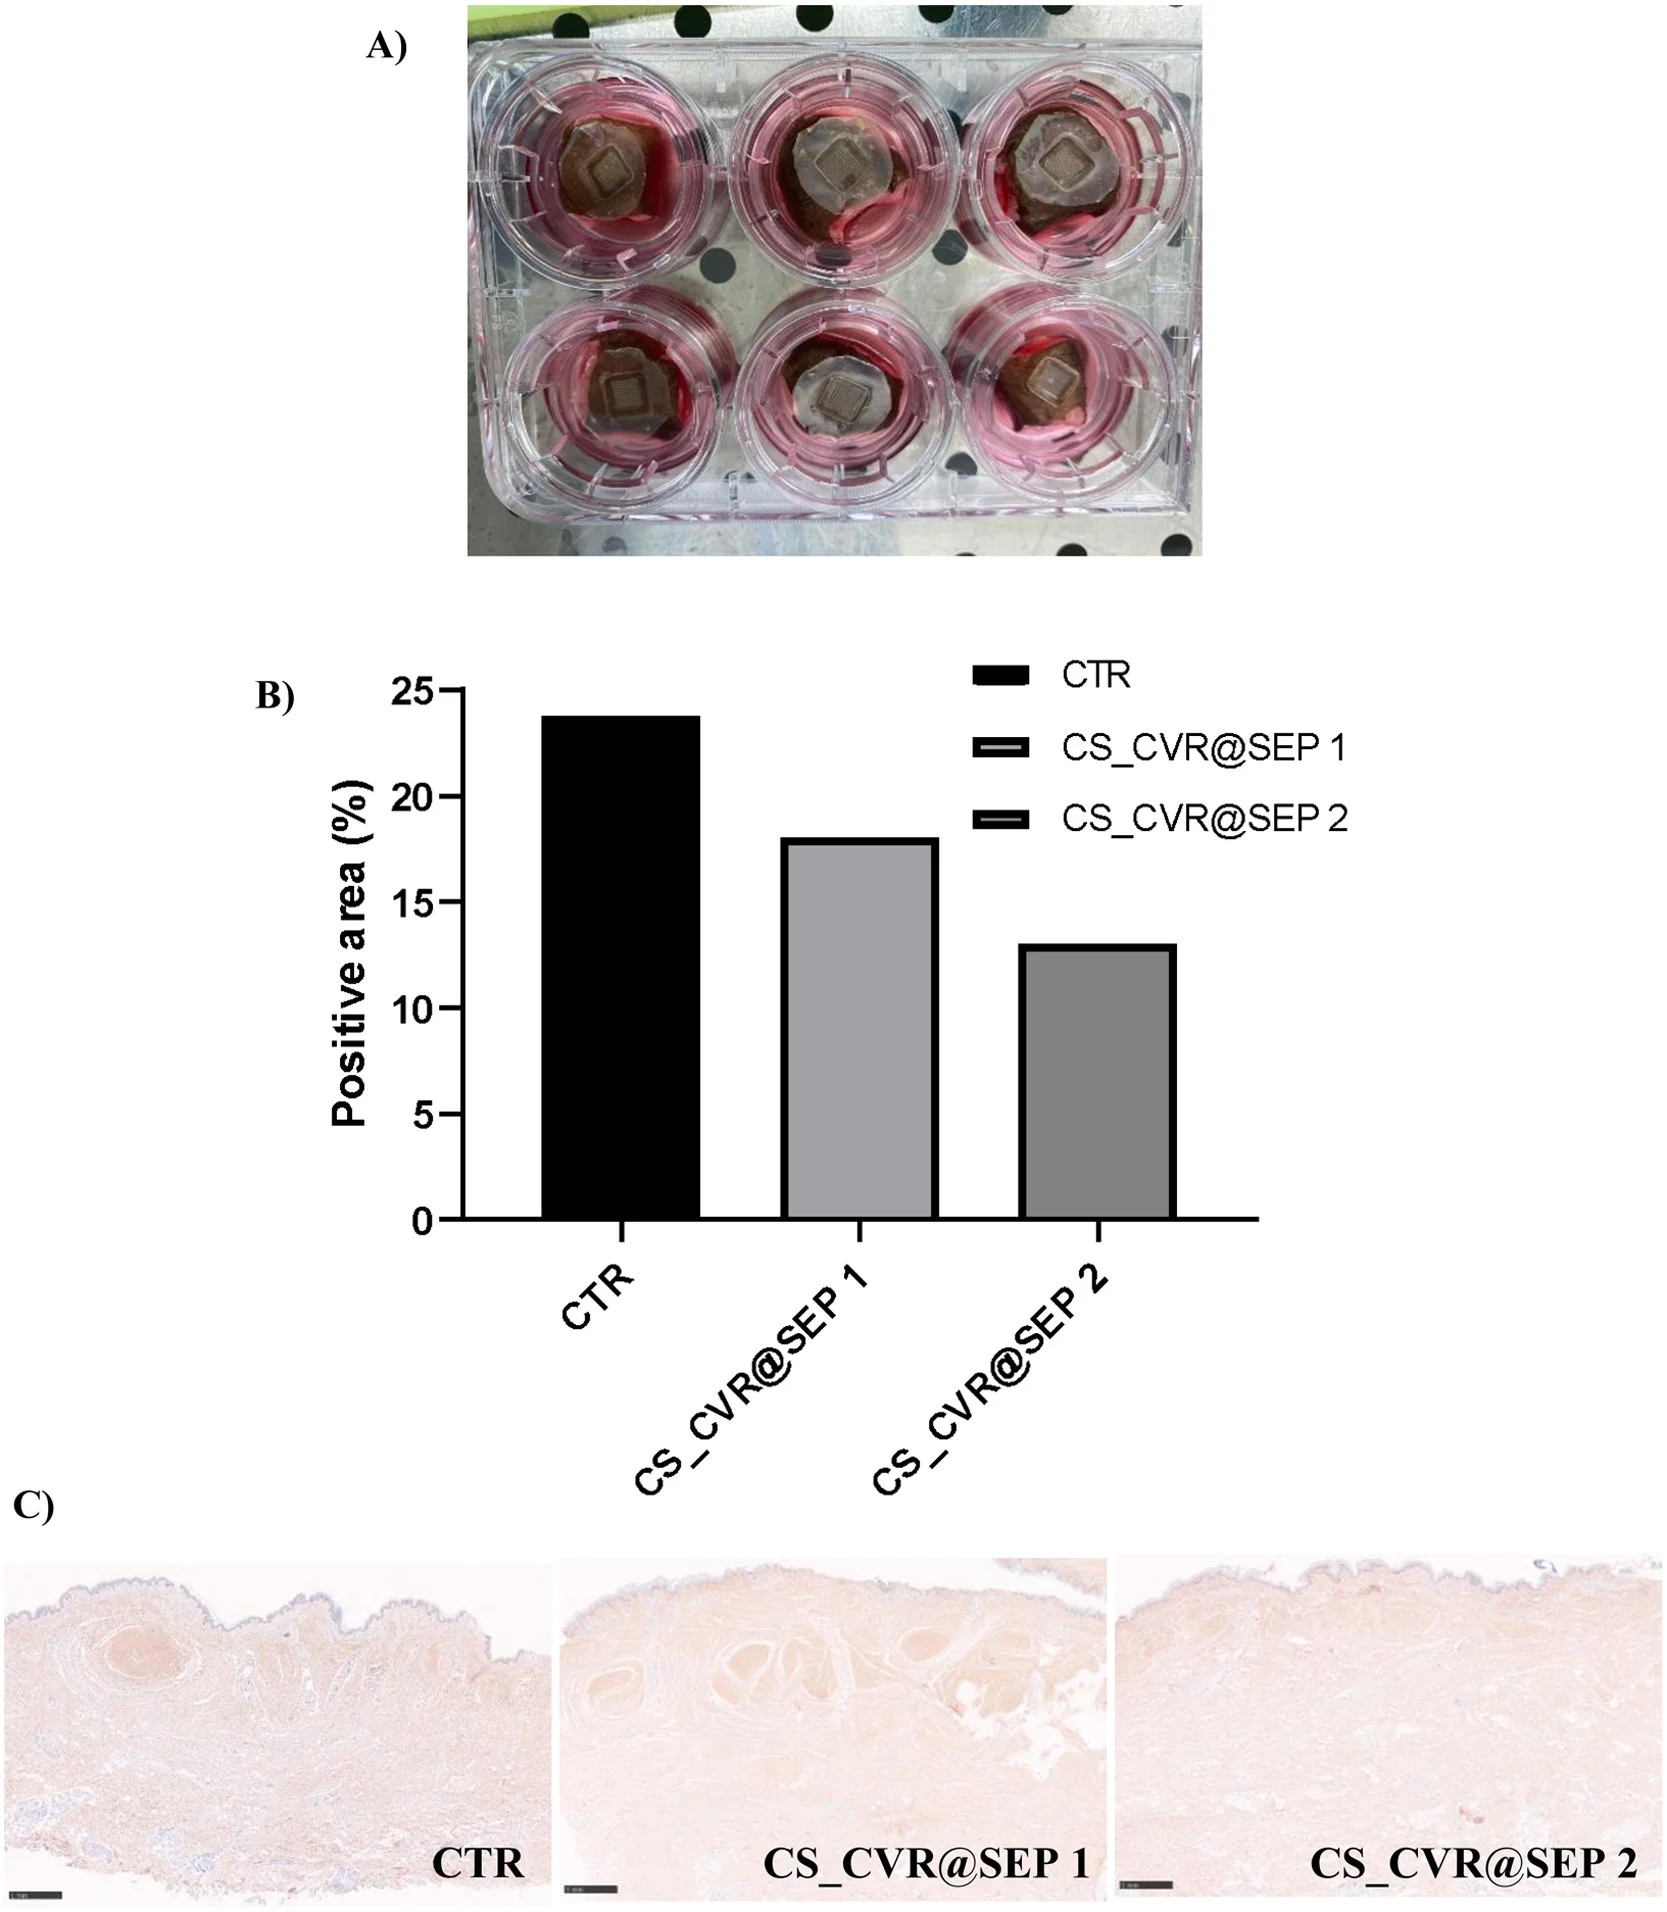 A)
B)
25
20
15
10
5
0
Positive area (%)
CTR
CS_CVR@SEP 1
CS_CVR@SEP 2
CTR
CS_CVR@SEP 1
CS_CVR@SEP 2
C)
CTR
CS_CVR@SEP 1
CS_CVR@SEP 2